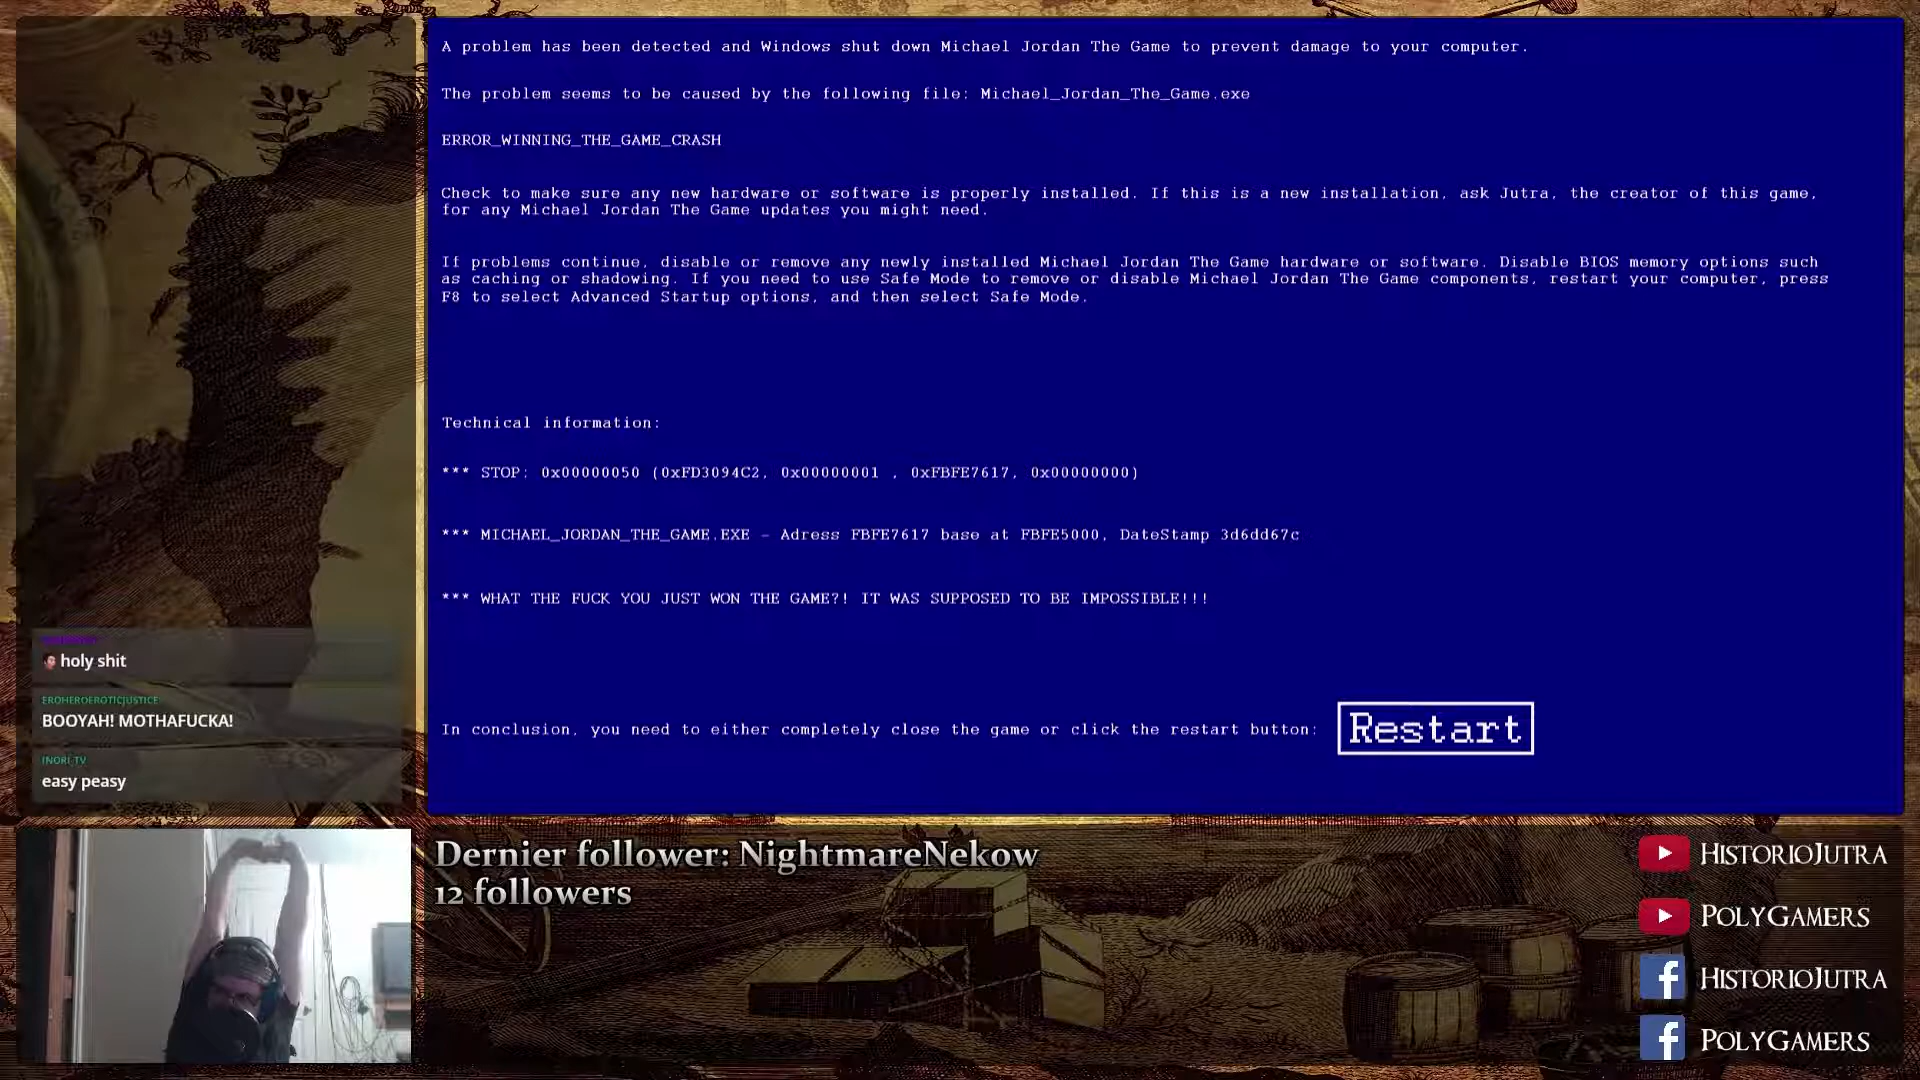 A problem has been detected and Windows shut down Michael Jordan The Game to prevent damage to your computer.
The problem seems to be caused by the following file: Michael_Jordan_The_Game.exe
ERROR_WINNING_THE_GAME_CRASH
Check to make sure any new hardware or software is properly installed. If this is a new installation, ask Jutra, the creator of this game,
for any Michael Jordan The Game updates you might need.
If problems continue, disable or remove any newly installed Michael Jordan The Game hardware or software. Disable BIOS memory options such
as caching or shadowing. If you need to use Safe Mode to remove or disable Michael Jordan The Game components, restart your computer, press
F8 to select Advanced Startup options, and then select Safe Mode.
Technical information:
*** STOP: 0x00000050 (0xFD3094C2, 0x00000001 , 0xFBFE7617, 0x00000000)
*** MICHAEL_JORDAN_THE_GAME.EXE – Adress FBFE7617 base at FBFE5000, DateStamp 3d6dd67c
*** WHAT THE FUCK YOU JUST WON THE GAME?! IT WAS SUPPOSED TO BE IMPOSSIBLE!!!
In conclusion, you need to either completely close the game or click the restart button:
Restart
holy shit
EROHEROEROTICJUSTICE
BOOYAH! MOTHAFUCKA!
INORI_TV
easy peasy
Dernier follower: NightmareNekow
12 followers
HISTORIOJUTRA
POLYGAMERS
HISTORIOJUTRA
POLYGAMERS